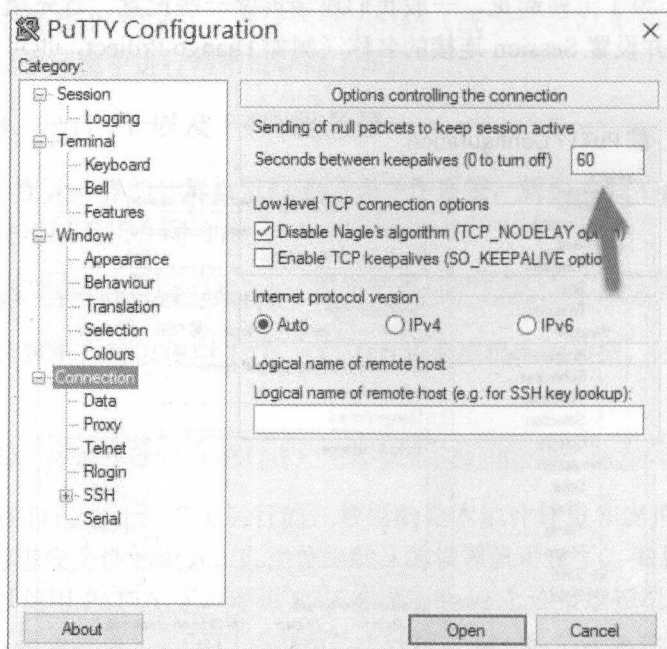 PuTTY Configuration
Category:
Session
Logging
Terminal
Keyboard
Bell
Features
Window
Appearance
Behaviour
Translation
Selection
Colours
Connection
Data
Proxy
Telnet
Rlogin
SSH
Serial
Options controlling the connection
Sending of null packets to keep session active
Seconds between keepalives (0 to turn off)
60
Low-level TCP connection options
Disable Nagle's algorithm (TCP_NODELAY option)
Enable TCP keepalives (SO_KEEPALIVE optio
Internet protocol version
Auto
IPv4
IPv6
Logical name of remote host
Logical name of remote host (e.g. for SSH key lookup):
About
Open
Cancel